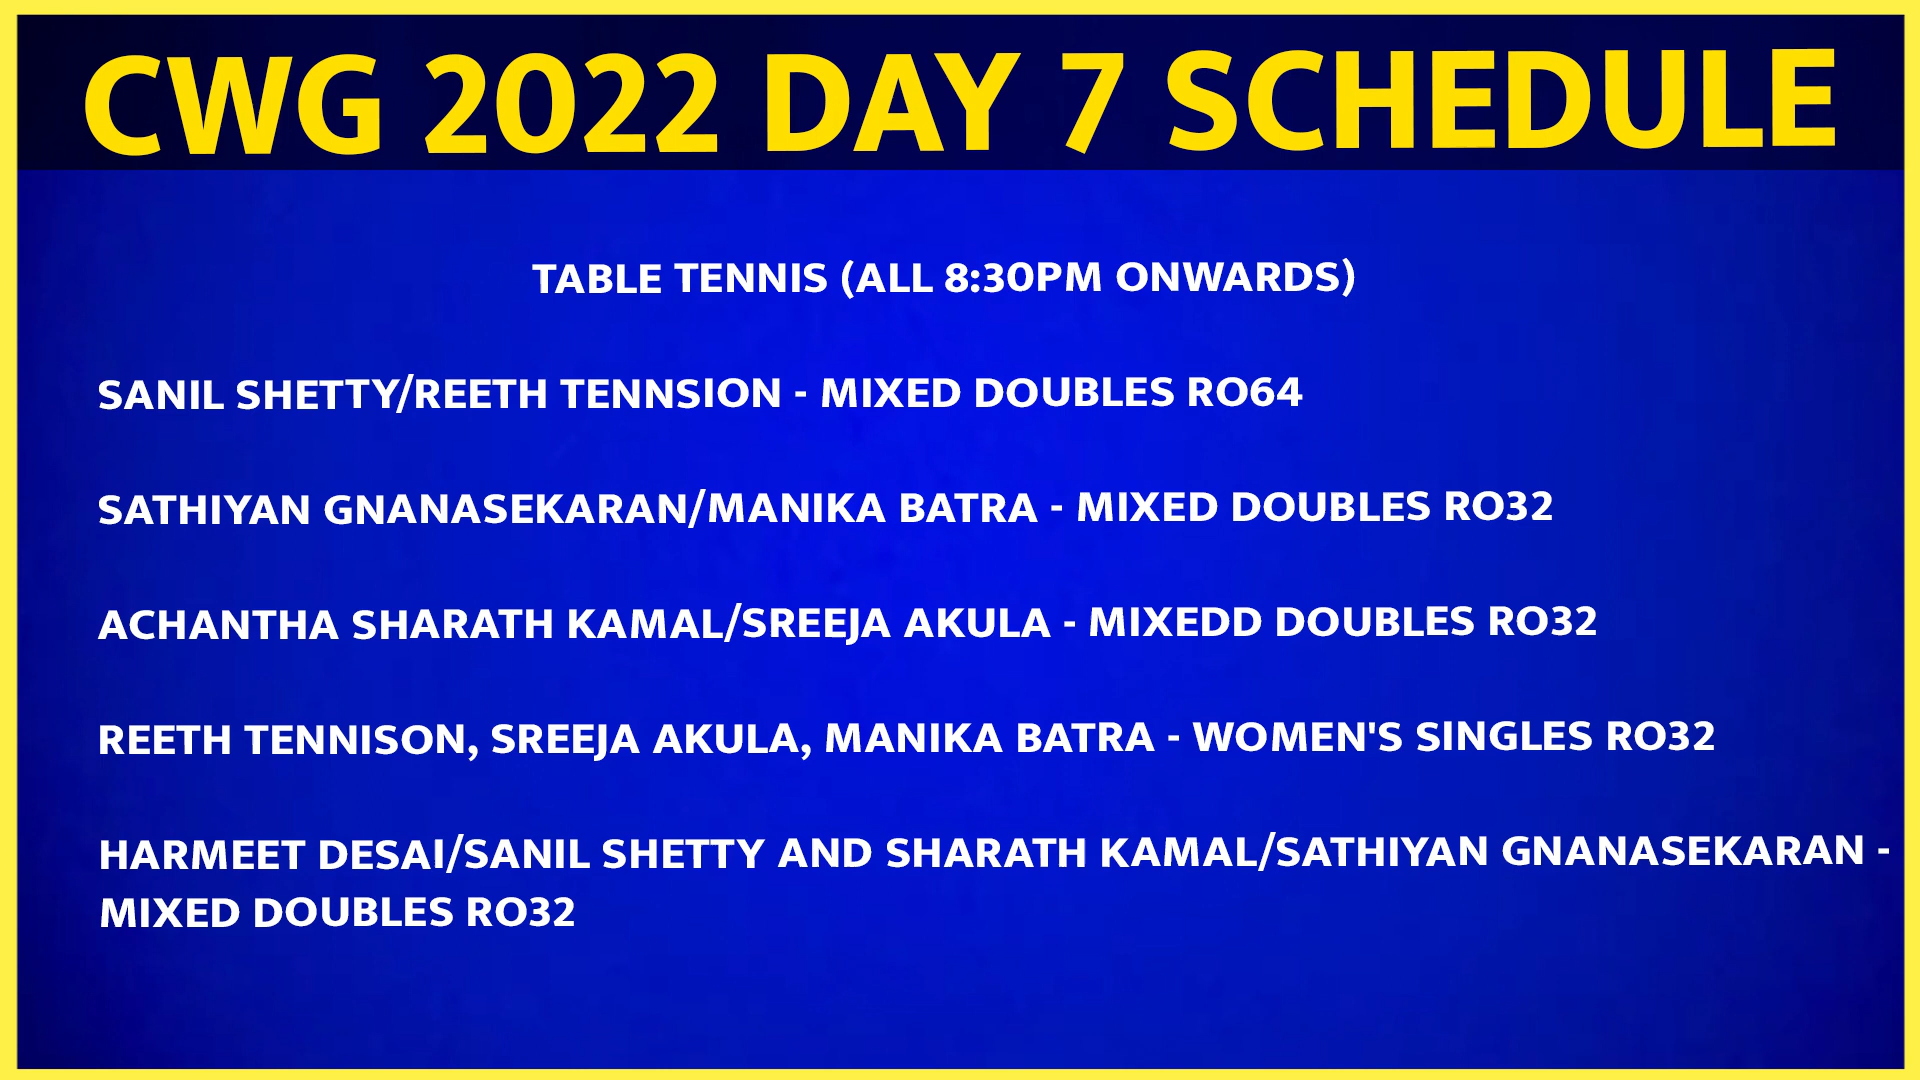 CWG 2022 DAY 7 SCHEDULE
TABLE TENNIS (ALL 8:30PM ONWARDS)
SANIL SHETTY/REETH TENNSION - MIXED DOUBLES RO64
SATHIYAN GNANASEKARAN/MANIKA BATRA - MIXED DOUBLES RO32
ACHANTHA SHARATH KAMAL/SREEJA AKULA - MIXEDD DOUBLES RO32
REETH TENNISON, SREEJA AKULA, MANIKA BATRA - WOMEN'S SINGLES RO32
HARMEET DESAI/SANIL SHETTY AND SHARATH KAMAL/SATHIYAN GNANASEKARAN -
MIXED DOUBLES RO32